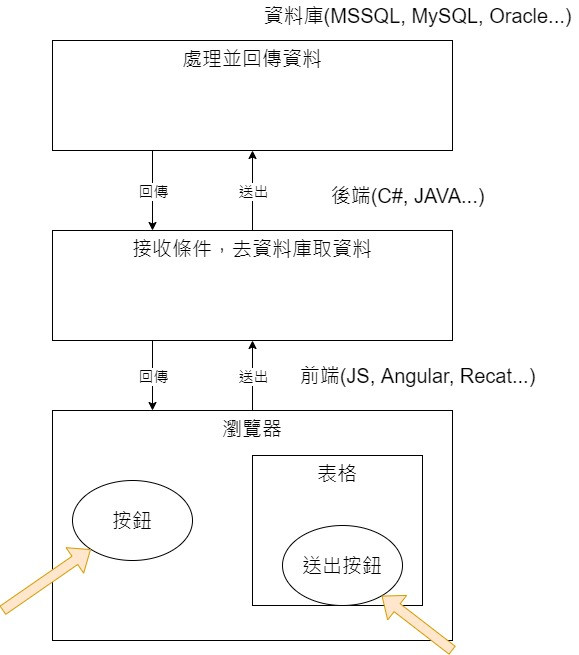 資料庫(MSSQL, MySQL, Oracle...)
處理並回傳資料
回傳
送出
後端(C#, JAVA...)
接收條件，去資料庫取資料
回傳
送出
前端(JS, Angular, Recat...)
瀏覽器
表格
按鈕
送出按鈕